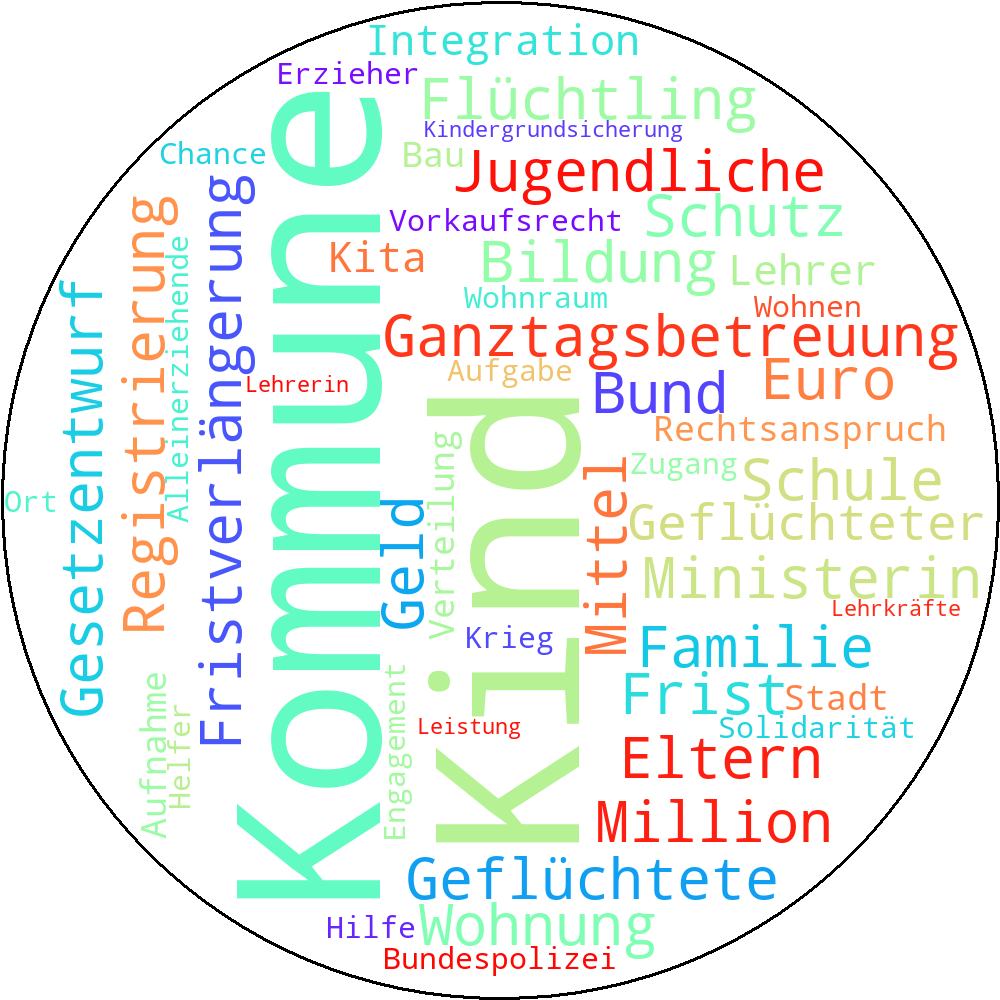 Integration
Erzieher
Flüchtling
Kindergrundsicherung
Chance
Bau
Jugendliche
Vorkaufsrecht
Schutz
Kita
Bildung
Lehrer
Wohnraum
Wohnen
Ganztagsbetreuung
Lehrerin
Aufgabe
Bund
Euro
Rechtsanspruch
Zugang
Schule
Ort
Gesetzentwurf
Registrierung
Alleinerziehende
Fristverlängerung
Kommune
Geld
Verteilung
Kind
Mittel
Geflüchteter
Ministerin
Lehrkräfte
Krieg
Familie
Frist
Stadt
Leistung
Solidarität
Aufnahme
Helfer
Engagement
Eltern
Million
Geflüchtete
Hilfe
Wohnung
Bundespolizei